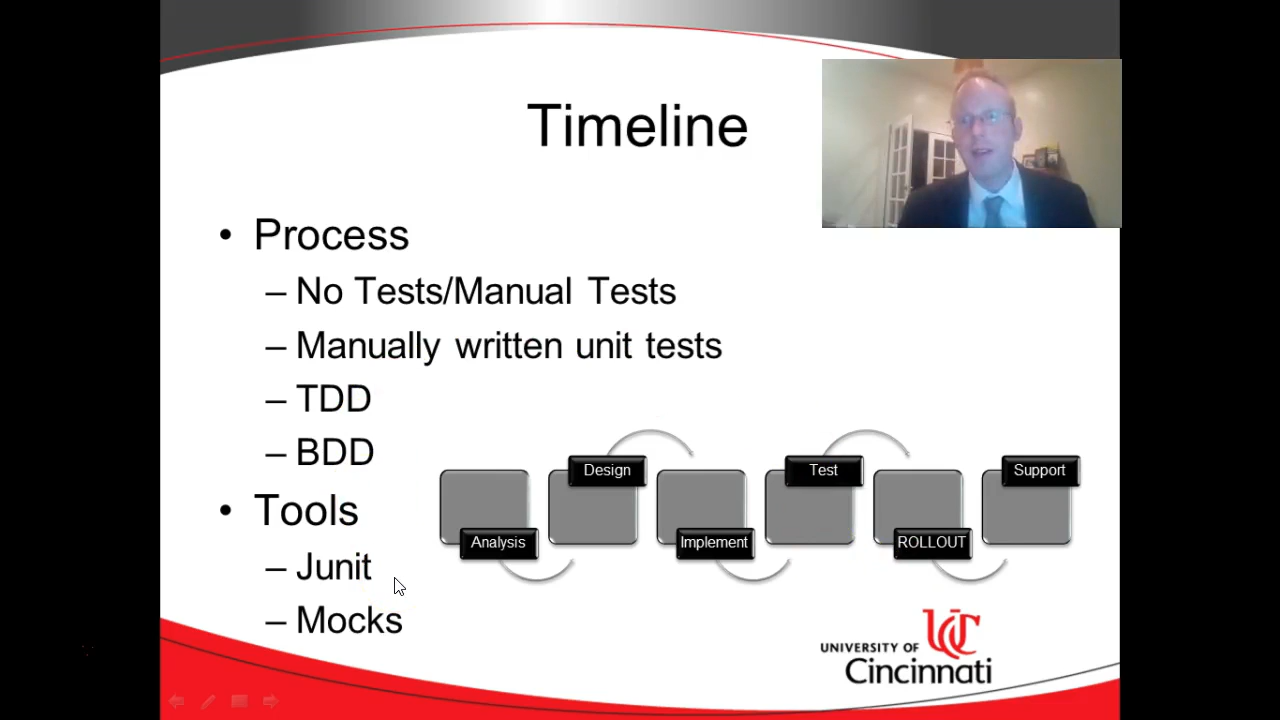 Timeline
• Process
– No Tests/Manual Tests
– Manually written unit tests
– TDD
– BDD
• Tools
– Junit
– Mocks
Design
Test
Support
Analysis
Implement
ROLLOUT
UC
UNIVERSITY OF
Cincinnati